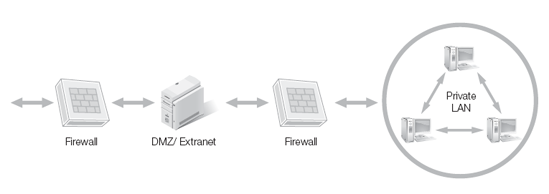 Private
LAN
Firewall
DMZ/ Extranet
Firewall